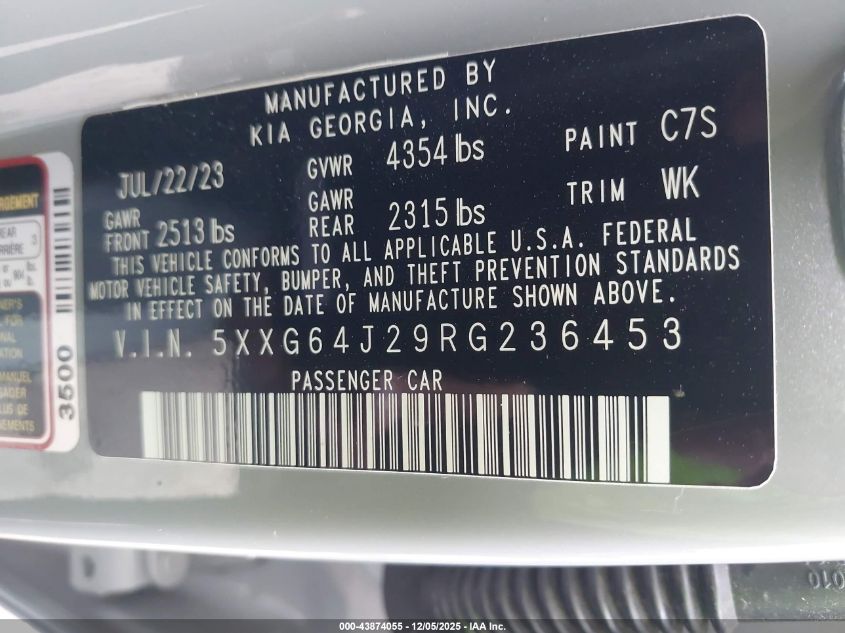 MANUFACTURED BY
KIA GEORGIA, INC.
JUL/22/23 GVWR 4354 lbs PAINT C7S
GAWR FRONT 2513 lbs GAWR REAR 2315 lbs TRIM WK
THIS VEHICLE CONFORMS TO ALL APPLICABLE U.S.A. FEDERAL
MOTOR VEHICLE SAFETY, BUMPER, AND THEFT PREVENTION STANDARDS
IN EFFECT ON THE DATE OF MANUFACTURE SHOWN ABOVE.
V.I.N. 5XXG64J29RG236453
PASSENGER CAR
3500
000-43874055 - 12/05/2025 - IAA Inc.